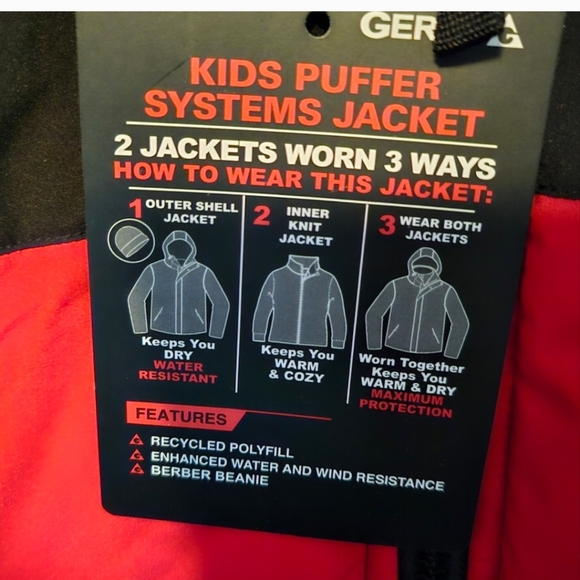 KIDS PUFFER
SYSTEMS JACKET
2 JACKETS WORN 3 WAYS
HOW TO WEAR THIS JACKET:
1 OUTER SHELL
JACKET
Keeps You
DRY
WATER
RESISTANT
2 INNER
KNIT
JACKET
Keeps You
WARM
& COZY
3 WEAR BOTH
JACKETS
Worn Together
Keeps You
WARM & DRY
MAXIMUM
PROTECTION
FEATURES
RECYCLED POLYFILL
ENHANCED WATER AND WIND RESISTANCE
BERBER BEANIE